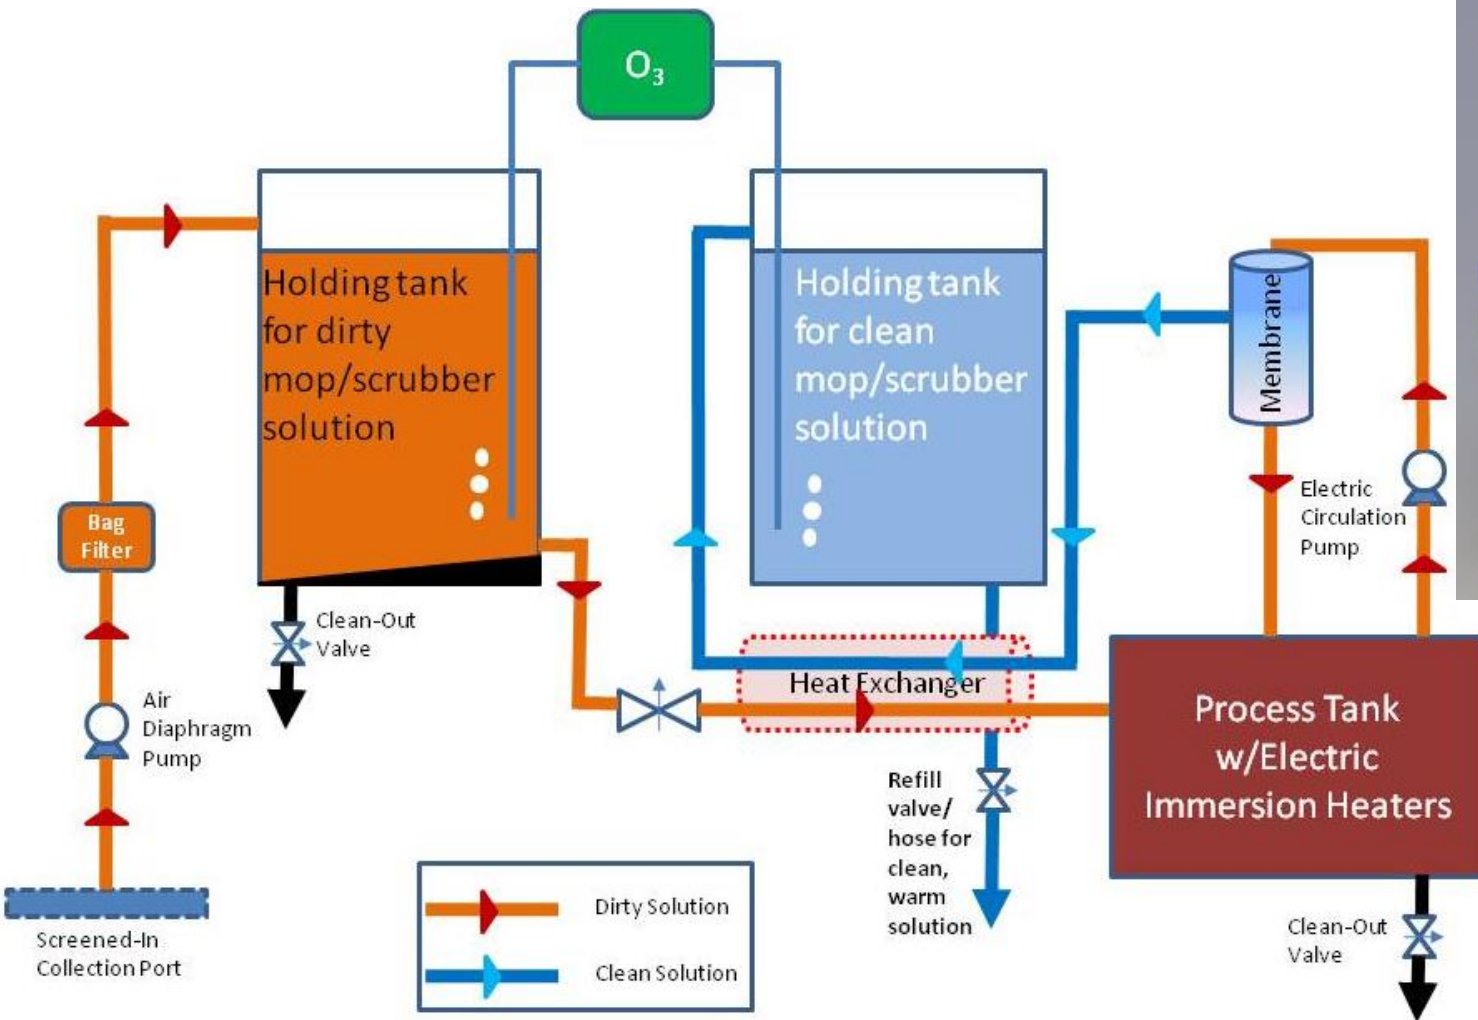 O₃
Holding tank
for dirty
mop/scrubber
solution
Holding tank
for clean
mop/scrubber
solution
Membrane
Bag
Filter
Electric
Circulation
Pump
Clean-Out
Valve
Air
Diaphragm
Pump
Heat Exchanger
Process Tank
w/Electric
Immersion Heaters
Refill
valve/
hose for
clean,
warm
solution
Screened-In
Collection Port
Dirty Solution
Clean Solution
Clean-Out
Valve